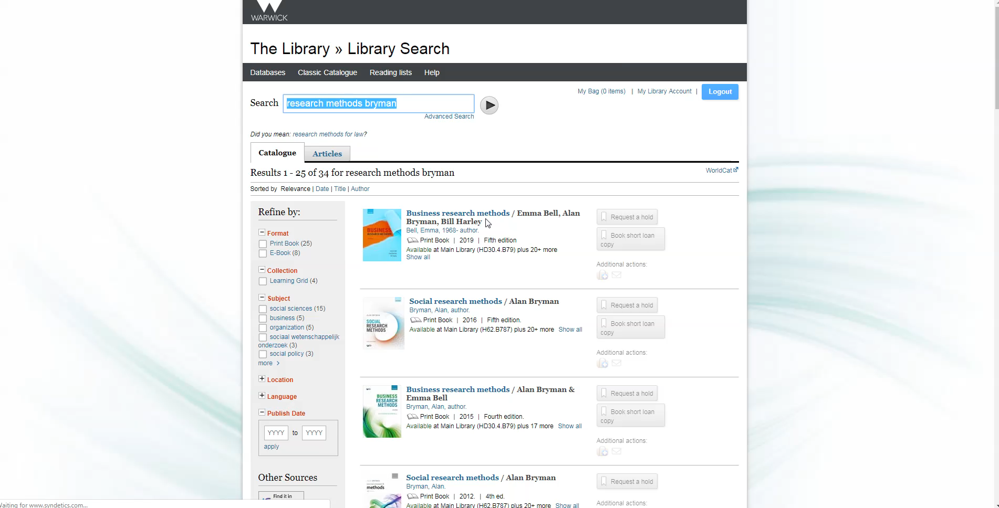 WARWICK
The Library » Library Search
Databases Classic Catalogue Reading lists Help
My Bag (0 items) | My Library Account | Logout
Search research methods bryman
Advanced Search
Did you mean: research methods for law?
Catalogue Articles
Results 1 - 25 of 34 for research methods bryman
WorldCat
Sorted by Relevance | Date | Title | Author
Refine by:
Format
Print Book (25)
E-Book (8)
Collection
Learning Grid (4)
Subject
social sciences (15)
business (5)
organization (5)
sociaal wetenschappelijk
onderzoek (3)
social policy (3)
more >
Location
Language
Publish Date
YYYY to YYYY
apply
Other Sources
Find it in
BUSINESS
Business research methods / Emma Bell, Alan
Bryman, Bill Harley
Bell, Emma, 1968- author.
Print Book | 2019 | Fifth edition
Available at Main Library (HD30.4.B79) plus 20+ more
Show all
Request a hold
Book short loan
copy
Additional actions:
SOCIAL
RESEARCH
METHODS
Social research methods / Alan Bryman
Bryman, Alan, author.
Print Book | 2016 | Fifth edition.
Available at Main Library (H62.B787) plus 20+ more Show all
Request a hold
Book short loan
copy
Additional actions:
BUSINESS
RESEARCH
METHODS
Business research methods / Alan Bryman &
Emma Bell
Bryman, Alan, author.
Print Book | 2015 | Fourth edition.
Available at Main Library (HD30.4.B79) plus 17 more Show all
Request a hold
Book short loan
copy
Additional actions:
social research
methods
Social research methods / Alan Bryman
Bryman, Alan.
Print Book | 2012. | 4th ed.
Available at Main Library (H62.B787) plus 20+ more Show all
Request a hold
Additional actions:
Waiting for www.syndetics.com...